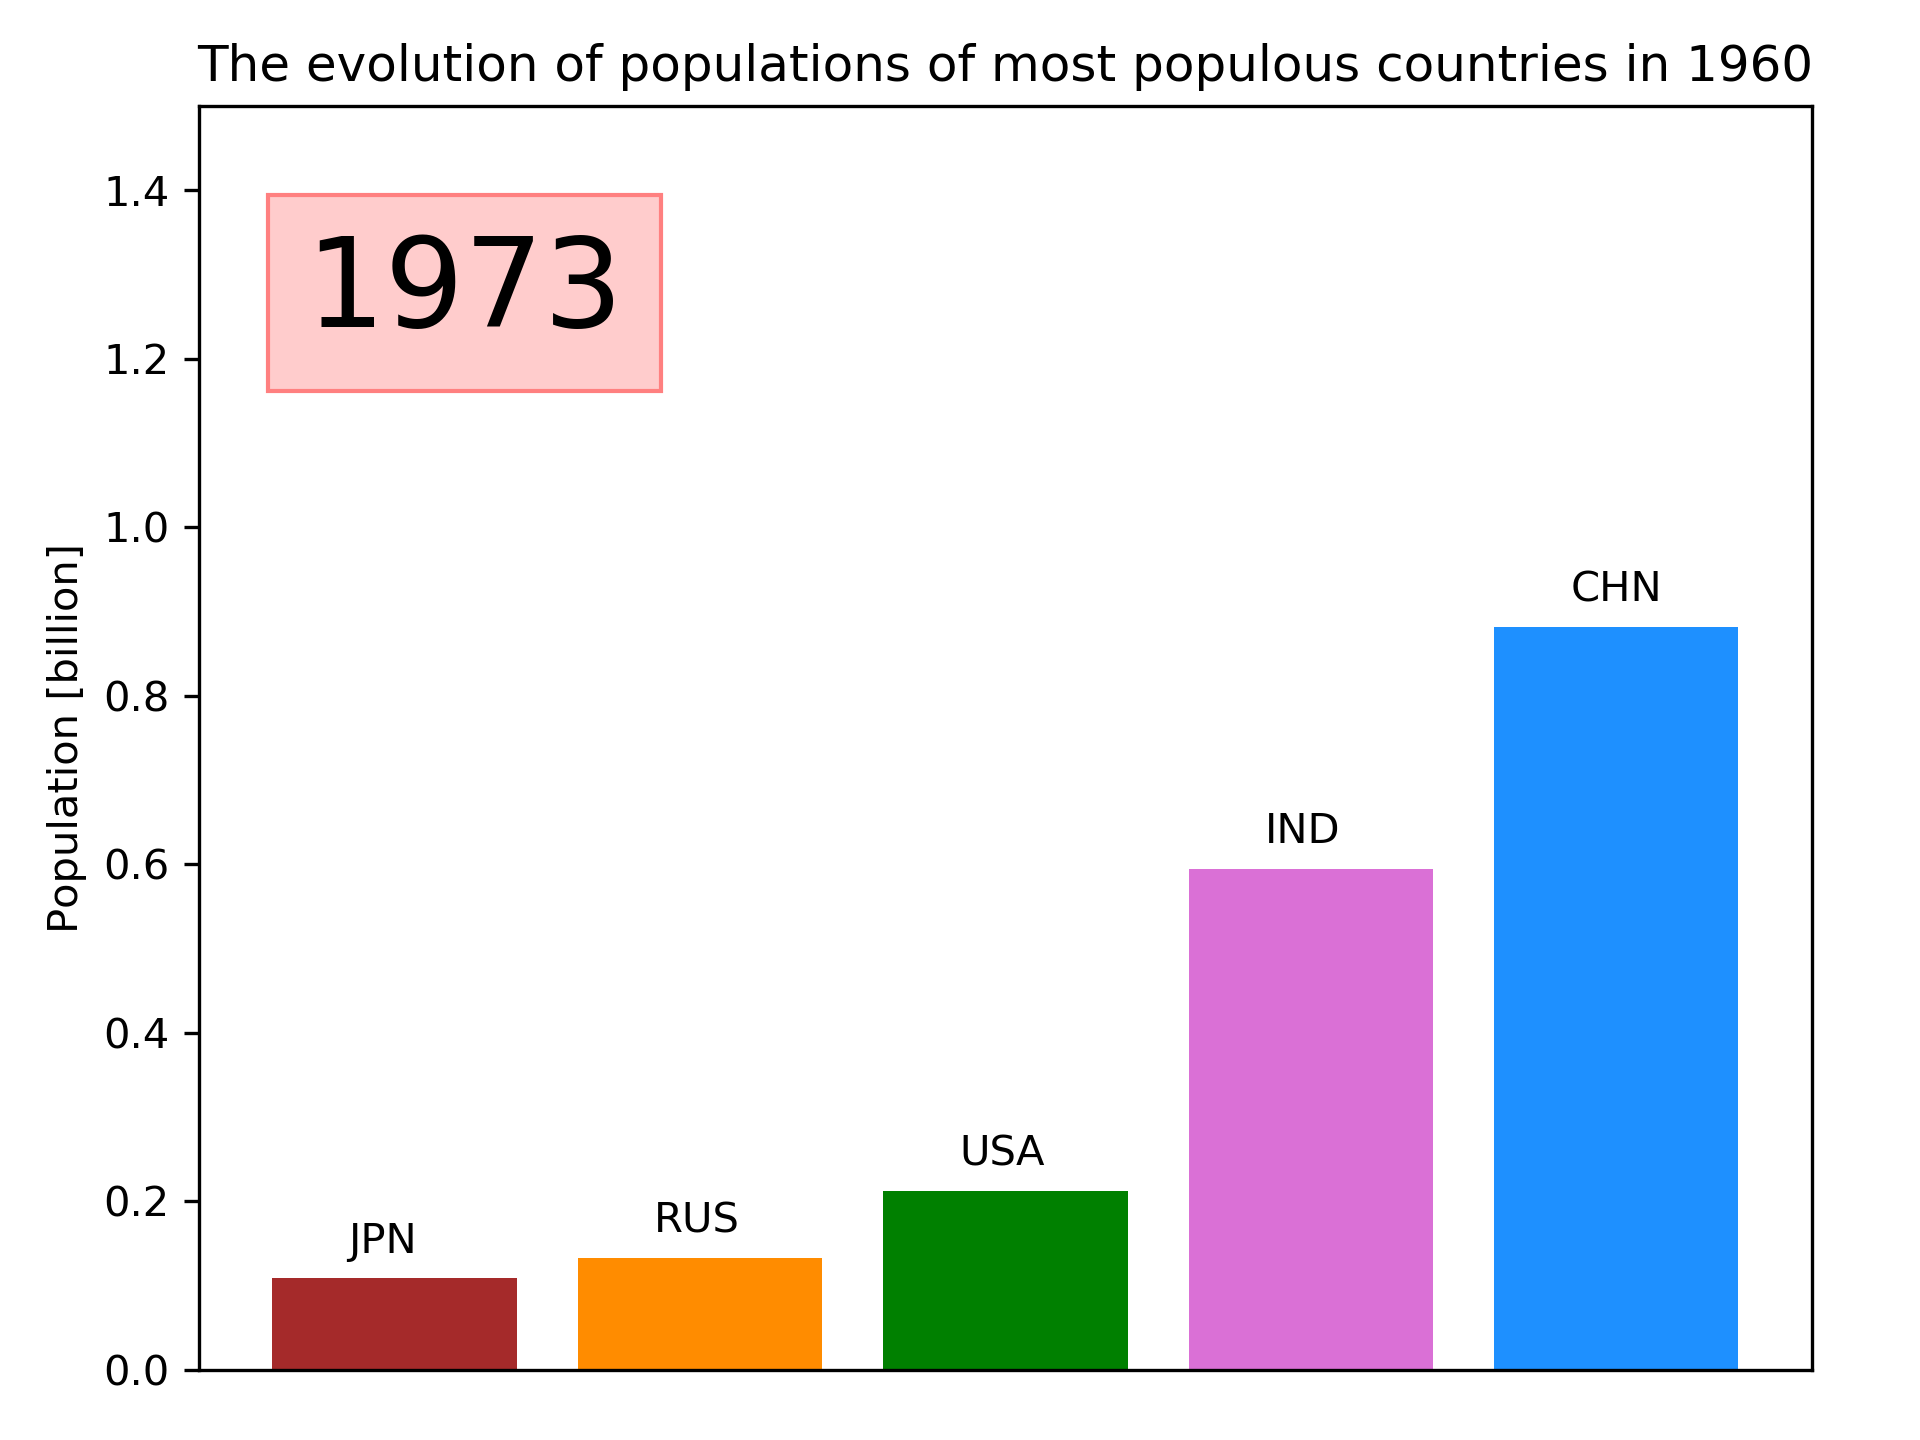 The evolution of populations of most populous countries in 1960
1973
Population [billion]
1.4
1.2
1.0
0.8
0.6
0.4
0.2
0.0
JPN
RUS
USA
IND
CHN